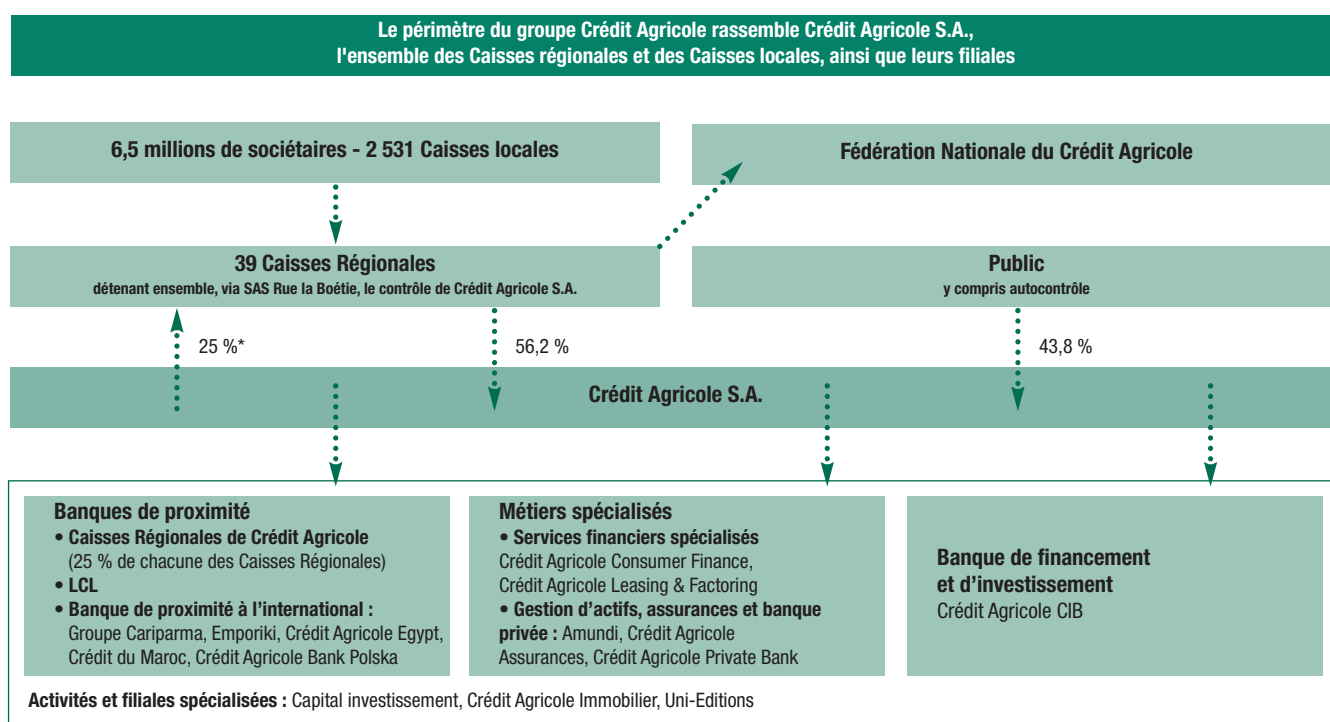 Le périmètre du groupe Crédit Agricole rassemble Crédit Agricole S.A.,
l'ensemble des Caisses régionales et des Caisses locales, ainsi que leurs filiales
6,5 millions de sociétaires - 2 531 Caisses locales
Fédération Nationale du Crédit Agricole
39 Caisses Régionales
détenant ensemble, via SAS Rue la Boétie, le contrôle de Crédit Agricole S.A.
Public
y compris autocontrôle
25 %*
56,2 %
43,8 %
Crédit Agricole S.A.
Banques de proximité
• Caisses Régionales de Crédit Agricole
(25 % de chacune des Caisses Régionales)
• LCL
• Banque de proximité à l’international :
Groupe Cariparma, Emporiki, Crédit Agricole Egypt,
Crédit du Maroc, Crédit Agricole Bank Polska
Métiers spécialisés
• Services financiers spécialisés
Crédit Agricole Consumer Finance,
Crédit Agricole Leasing & Factoring
• Gestion d’actifs, assurances et banque
privée : Amundi, Crédit Agricole
Assurances, Crédit Agricole Private Bank
Banque de financement
et d’investissement
Crédit Agricole CIB
Activités et filiales spécialisées : Capital investissement, Crédit Agricole Immobilier, Uni-Editions